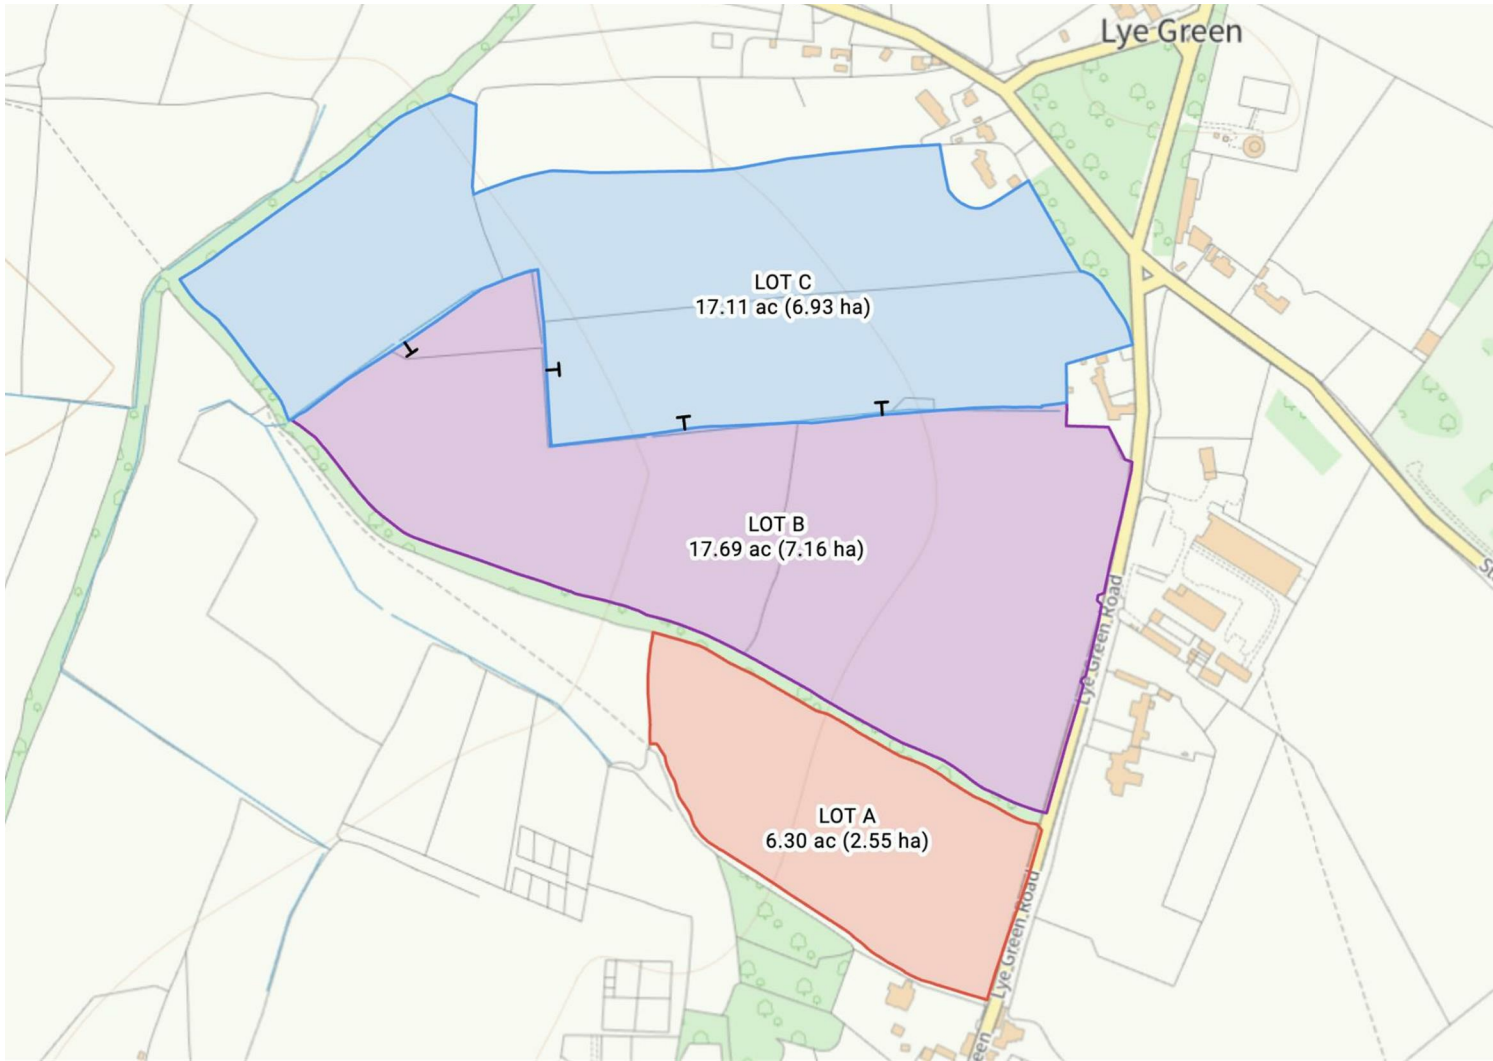 Lye Green
LOT C
17.11 ac (6.93 ha)
LOT B
17.69 ac (7.16 ha)
Lye Green Road
LOT A
6.30 ac (2.55 ha)
Lye Green Road